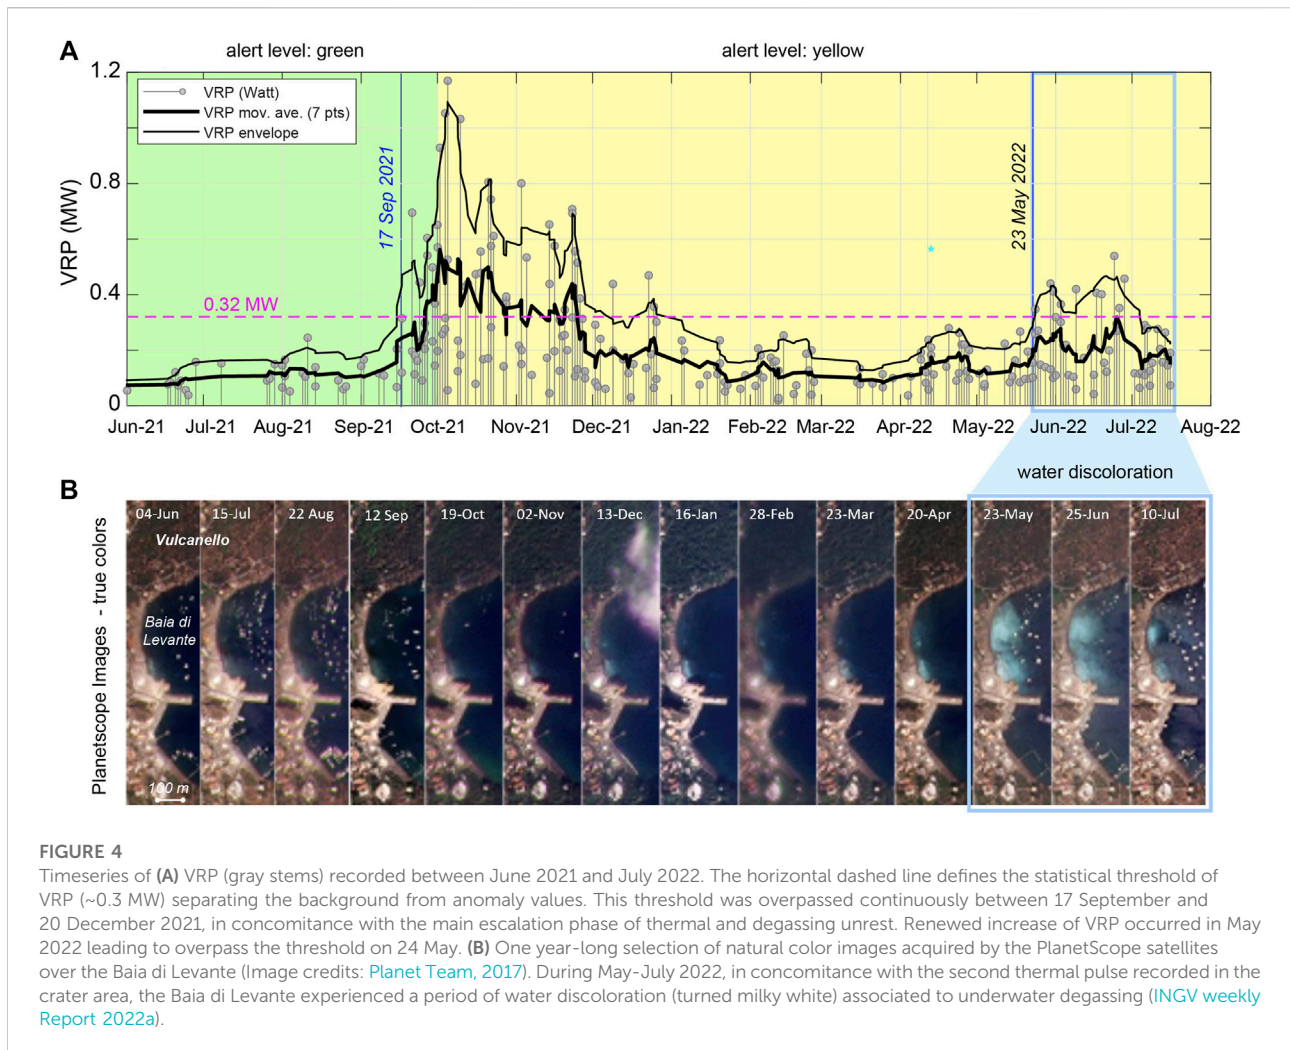 A
alert level: green
alert level: yellow
1.2
0.8
0.4
0
VRP (MW)
VRP (Watt)
VRP mov. ave. (7 pts)
VRP envelope
17 Sep 2021
23 May 2022
0.32 MW
Jun-21 Jul-21 Aug-21 Sep-21 Oct-21 Nov-21 Dec-21 Jan-22 Feb-22 Mar-22 Apr-22 May-22 Jun-22 Jul-22 Aug-22
water discoloration
B
Planetscope Images - true colors
04-Jun 15-Jul 22 Aug 12 Sep 19-Oct 02-Nov 13-Dec 16-Jan 28-Feb 23-Mar 20-Apr 23-May 25-Jun 10-Jul
Vulcanello
Baia di
Levante
100 m
FIGURE 4
Timeseries of (A) VRP (gray stems) recorded between June 2021 and July 2022. The horizontal dashed line defines the statistical threshold of
VRP (~0.3 MW) separating the background from anomaly values. This threshold was overpassed continuously between 17 September and
20 December 2021, in concomitance with the main escalation phase of thermal and degassing unrest. Renewed increase of VRP occurred in May
2022 leading to overpass the threshold on 24 May. (B) One year-long selection of natural color images acquired by the PlanetScope satellites
over the Baia di Levante (Image credits: Planet Team, 2017). During May-July 2022, in concomitance with the second thermal pulse recorded in the
crater area, the Baia di Levante experienced a period of water discoloration (turned milky white) associated to underwater degassing (INGV weekly
Report 2022a).